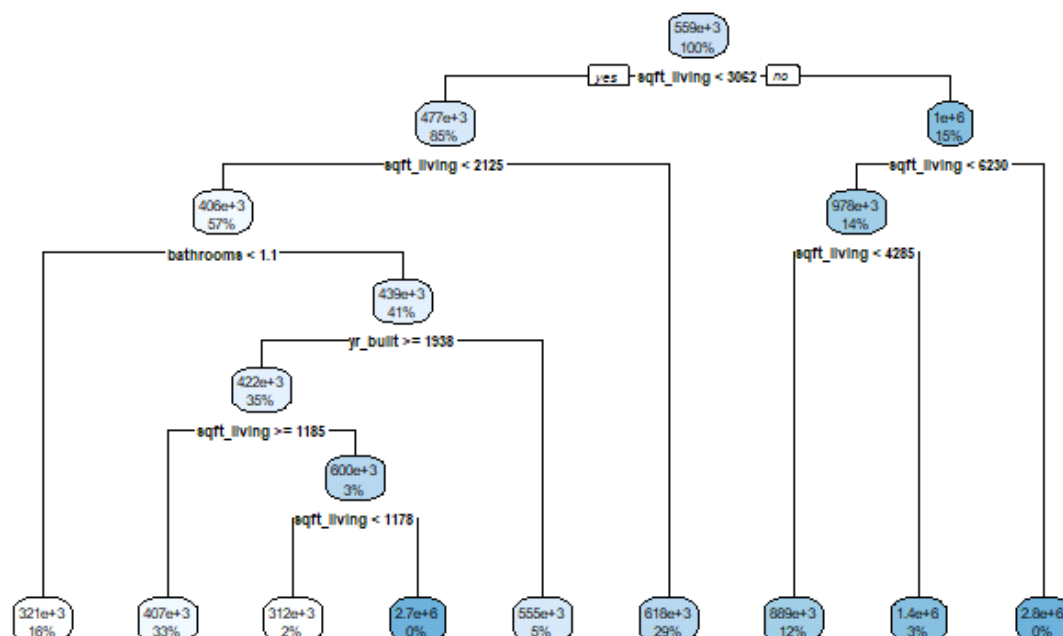 559e+3
100%
yes sqft_living < 3062 no
477e+3
85%
1e+6
15%
sqft_living < 2125
sqft_living < 6230
406e+3
57%
978e+3
14%
bathrooms < 1.1
sqft_living < 4285
439e+3
41%
yr_built >= 1938
422e+3
35%
sqft_living >= 1185
600e+3
3%
sqft_living < 1178
321e+3
16%
407e+3
33%
312e+3
2%
2.7e+6
0%
555e+3
5%
618e+3
29%
889e+3
12%
1.4e+6
3%
2.8e+6
0%